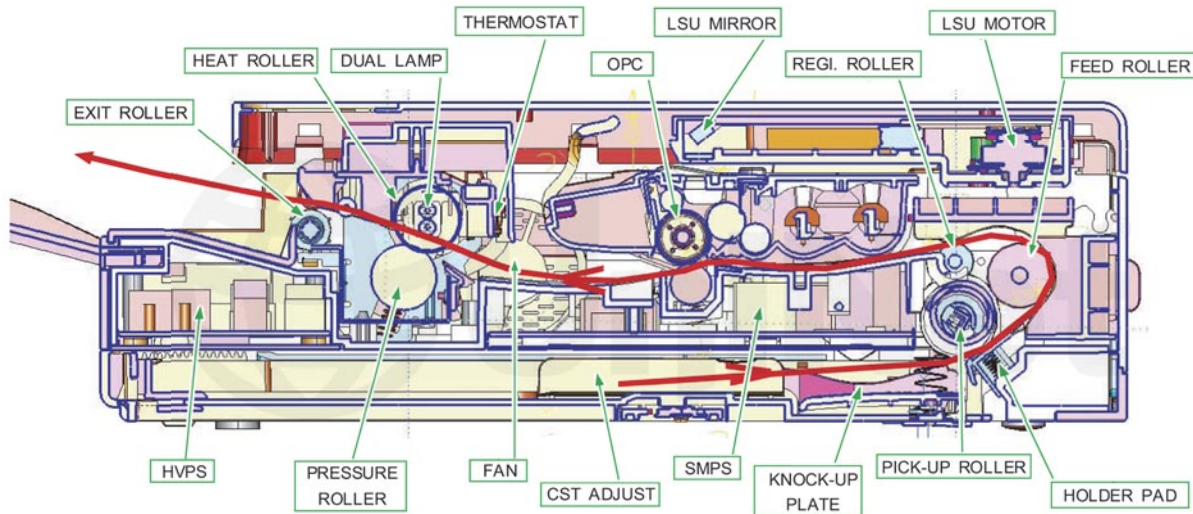 THERMOSTAT
LSU MIRROR
LSU MOTOR
HEAT ROLLER
DUAL LAMP
OPC
REGI. ROLLER
FEED ROLLER
EXIT ROLLER
HVPS
PRESSURE
ROLLER
FAN
CST ADJUST
SMPS
KNOCK-UP
PLATE
PICK-UP ROLLER
HOLDER PAD